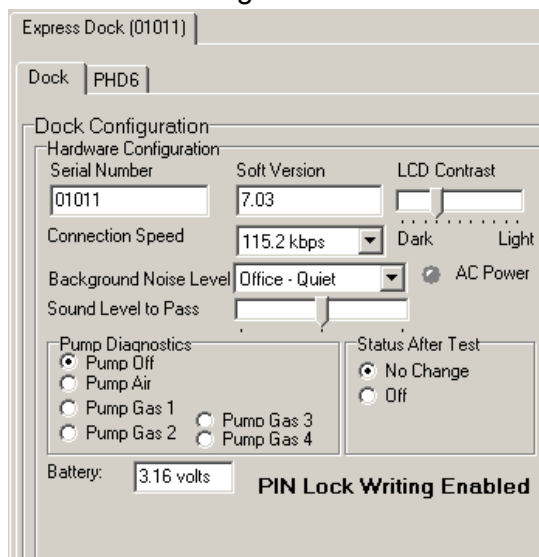 Express Dock (01011)
Dock PHD6
Dock Configuration
Hardware Configuration
Serial Number Soft Version LCD Contrast
01011 7.03
Connection Speed 115.2 kbps Dark Light
Background Noise Level Office - Quiet AC Power
Sound Level to Pass
Pump Diagnostics Status After Test
Pump Off No Change
Pump Air Off
Pump Gas 1 Pump Gas 3
Pump Gas 2 Pump Gas 4
Battery: 3.16 volts PIN Lock Writing Enabled